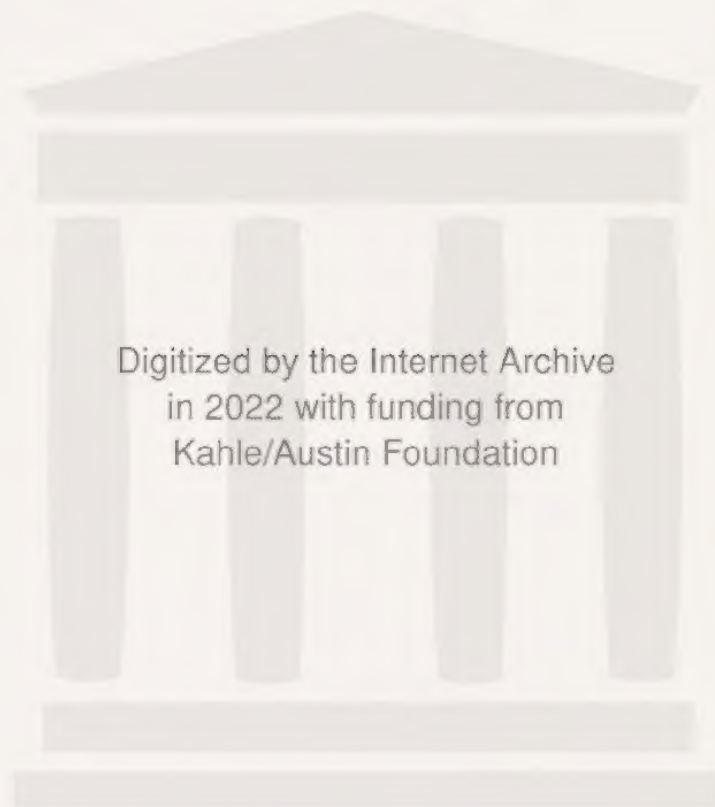 Digitized by the Internet Archive
in 2022 with funding from
Kahle/Austin Foundation